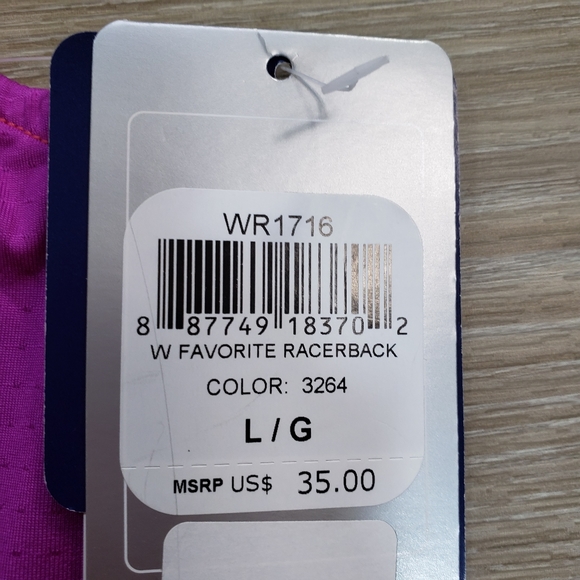 WR1716
8 87749 18370 2
W FAVORITE RACERBACK
COLOR: 3264
L / G
MSRP US$ 35.00